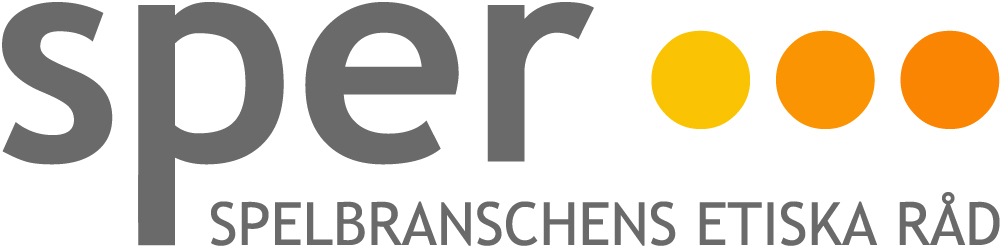 sper
SPELBRANSCHENS ETISKA RÅD